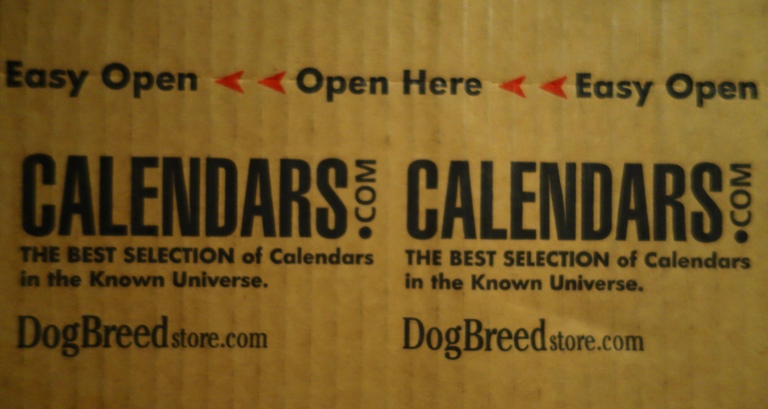 Easy Open Open Here Easy Open
CALENDARS.COM CALENDARS.COM
THE BEST SELECTION of Calendars THE BEST SELECTION of Calendars
in the Known Universe. in the Known Universe.
DogBreedstore.com DogBreedstore.com